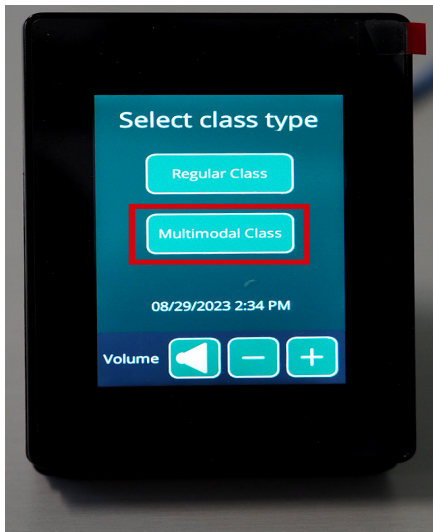 Select class type
Regular Class
Multimodal Class
08/29/2023 2:34 PM
Volume − +